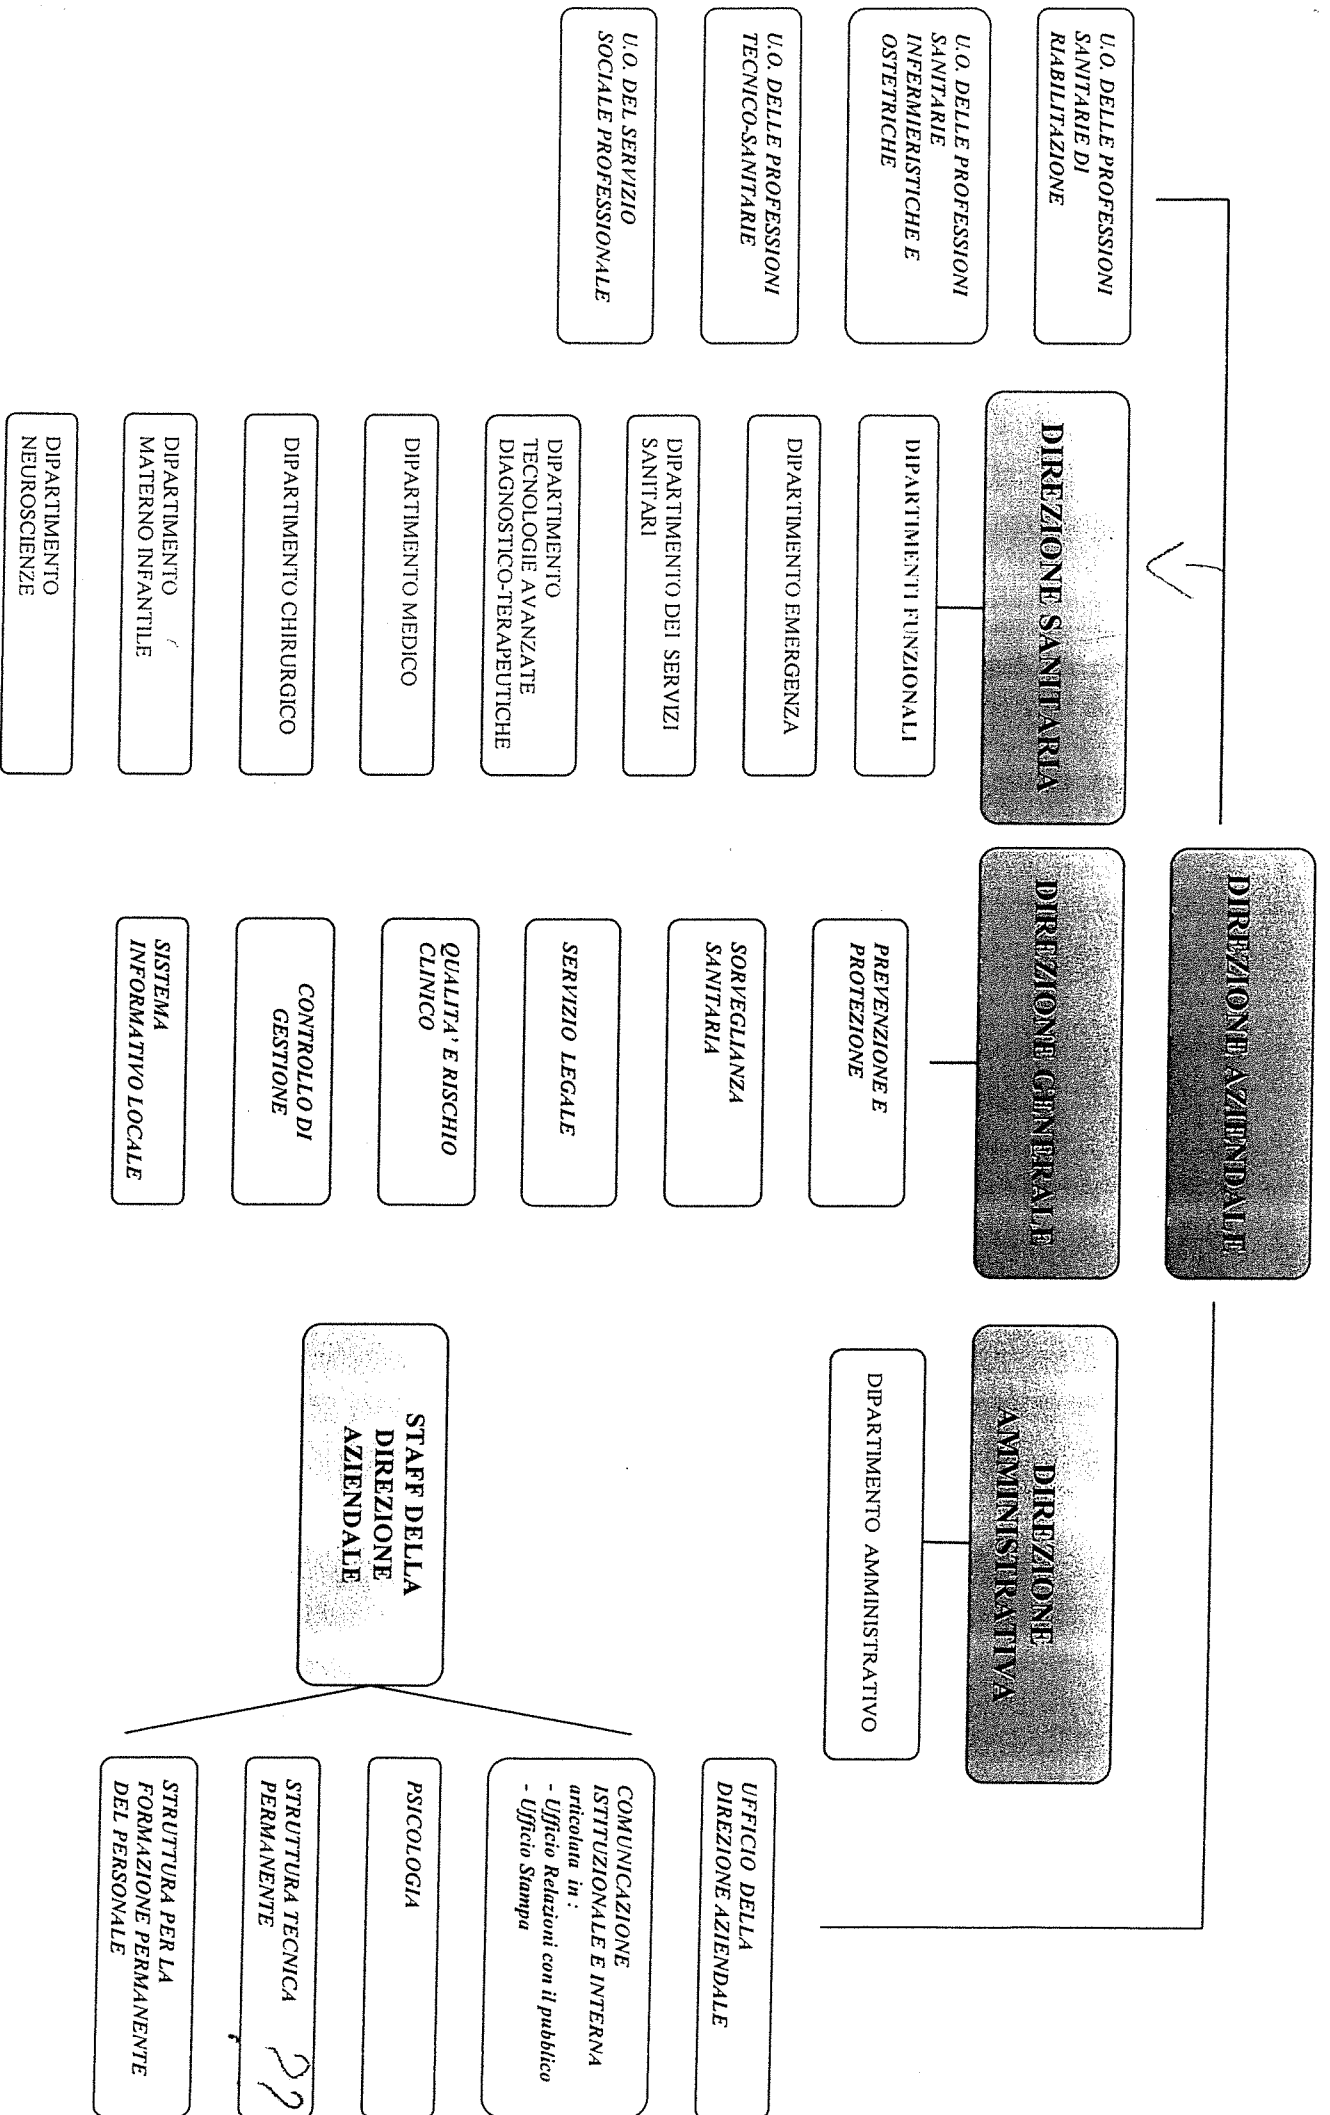 DIREZIONE AZIENDALE
U.O. DELLE PROFESSIONI
SANITARIE DI
RIABILITAZIONE
U.O. DELLE PROFESSIONI
SANITARIE
INFERMIERISTICHE E
OSTETRICHE
U.O. DELLE PROFESSIONI
TECNICO-SANITARIE
U.O. DEL SERVIZIO
SOCIALE PROFESSIONALE
DIREZIONE SANITARIA
DIPARTIMENTI FUNZIONALI
DIPARTIMENTO EMERGENZA
DIPARTIMENTO DEI SERVIZI
SANITARI
DIPARTIMENTO
TECNOLOGIE AVANZATE
DIAGNOSTICO-TERAPEUTICHE
DIPARTIMENTO MEDICO
DIPARTIMENTO CHIRURGICO
DIPARTIMENTO
MATERNO INFANTILE
DIPARTIMENTO
NEUROSCIENZE
DIREZIONE GENERALE
PREVENZIONE E
PROTEZIONE
SORVEGLIANZA
SANITARIA
SERVIZIO LEGALE
QUALITA' E RISCHIO
CLINICO
CONTROLLO DI
GESTIONE
SISTEMA
INFORMATIVO LOCALE
DIREZIONE
AMMINISTRATIVA
DIPARTIMENTO AMMINISTRATIVO
STAFF DELLA
DIREZIONE
AZIENDALE
UFFICIO DELLA
DIREZIONE AZIENDALE
COMUNICAZIONE
ISTITUZIONALE E INTERNA
articolata in :
- Ufficio Relazioni con il pubblico
- Ufficio Stampa
PSICOLOGIA
STRUTTURA TECNICA
PERMANENTE ??
STRUTTURA PER LA
FORMAZIONE PERMANENTE
DEL PERSONALE